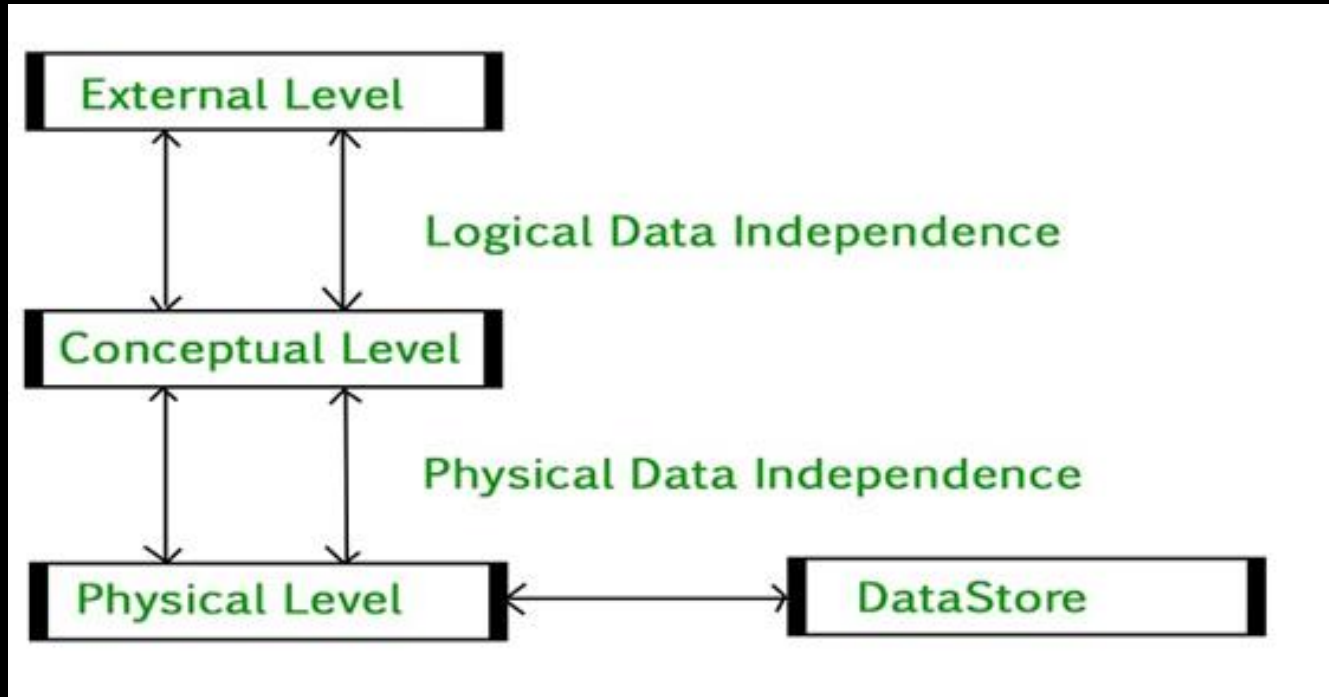 External Level
Logical Data Independence
Conceptual Level
Physical Data Independence
Physical Level
DataStore